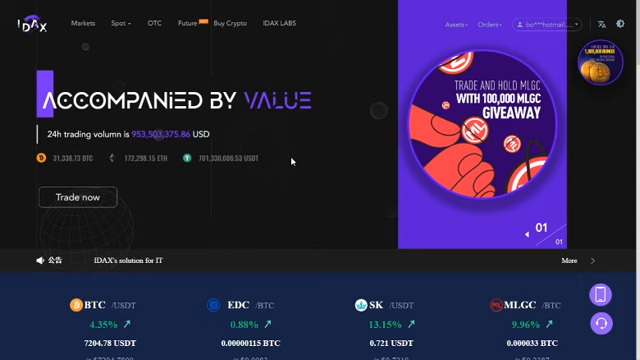 IDAX
Markets
Spot
OTC
Future
Buy Crypto
IDAX LABS
Assets
Orders
bo***hotmail....
TRADE AND HOLD MLGC
WITH 100,000 MLGC
GIVEAWAY
ACCOMPANIED BY VALUE
24h trading volumn is 953,503,375.86 USD
31,338.73 BTC
172,298.15 ETH
701,330,086.53 USDT
Trade now
01
01
公告
IDAX's solution for IT
More
BTC /USDT
EDC /BTC
SK /USDT
MLGC /BTC
4.35%
0.88%
13.15%
9.96%
7204.78 USDT
0.00000115 BTC
0.721 USDT
0.000033 BTC